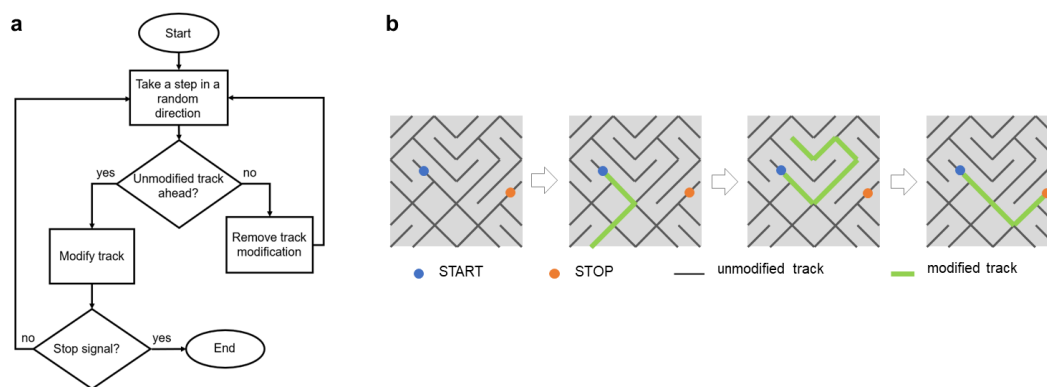 a
Start
Take a step in a
random
direction
yes
Unmodified track
ahead?
no
Modify track
Remove track
modification
no
Stop signal?
yes
End
b
START
STOP
unmodified track
modified track